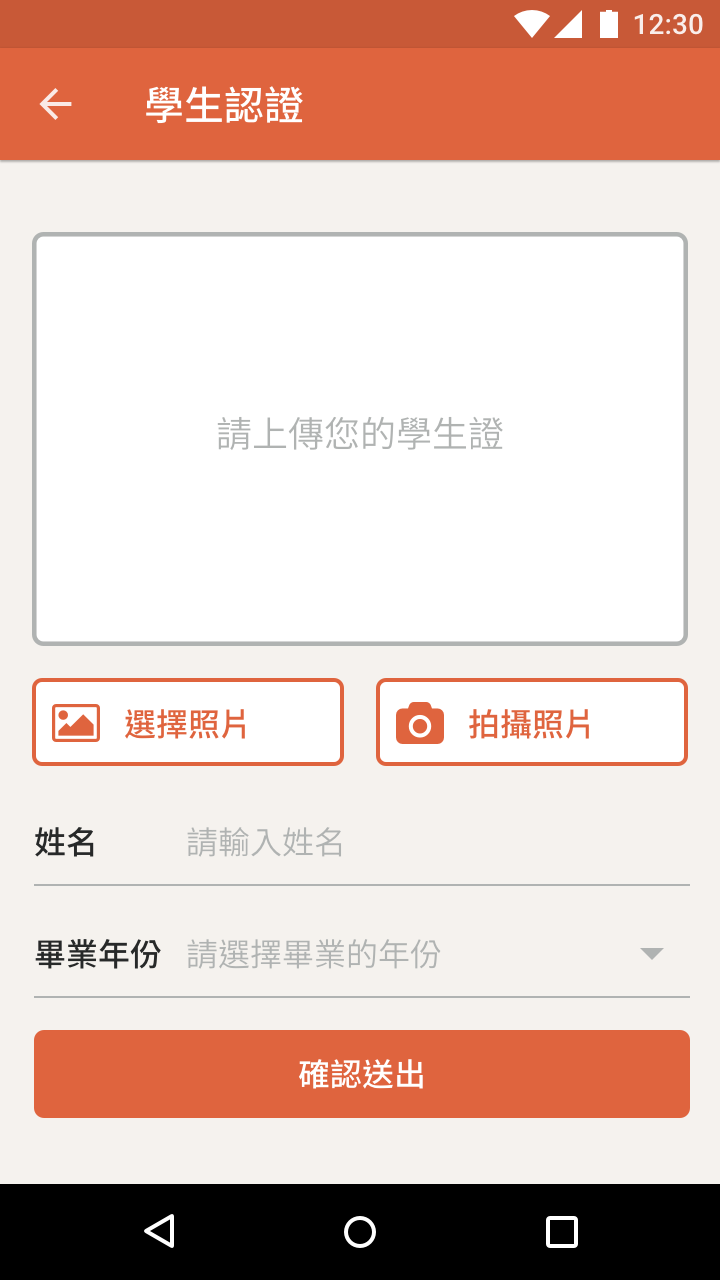 12:30
學生認證
請上傳您的學生證
選擇照片
拍攝照片
姓名 請輸入姓名
畢業年份 請選擇畢業的年份
確認送出